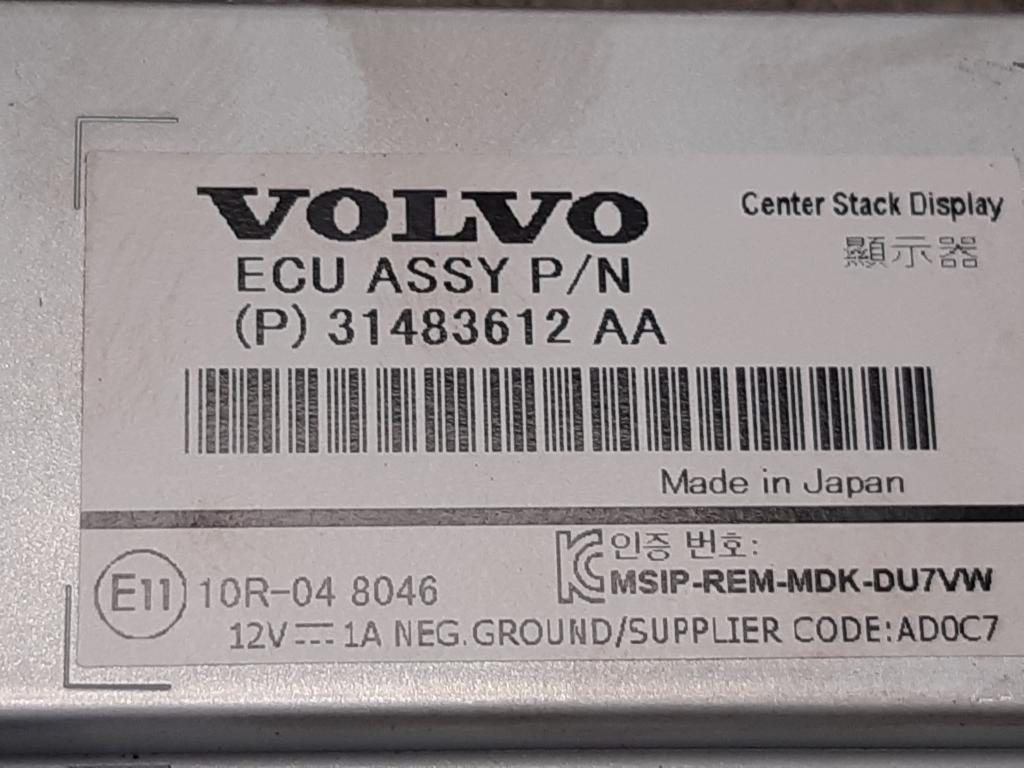 VOLVO
Center Stack Display
顯示器
ECU ASSY P/N
(P) 31483612 AA
Made in Japan
E11 10R-04 8046
인증 번호:
MSIP-REM-MDK-DU7VW
12V⎓1A NEG.GROUND/SUPPLIER CODE:AD0C7